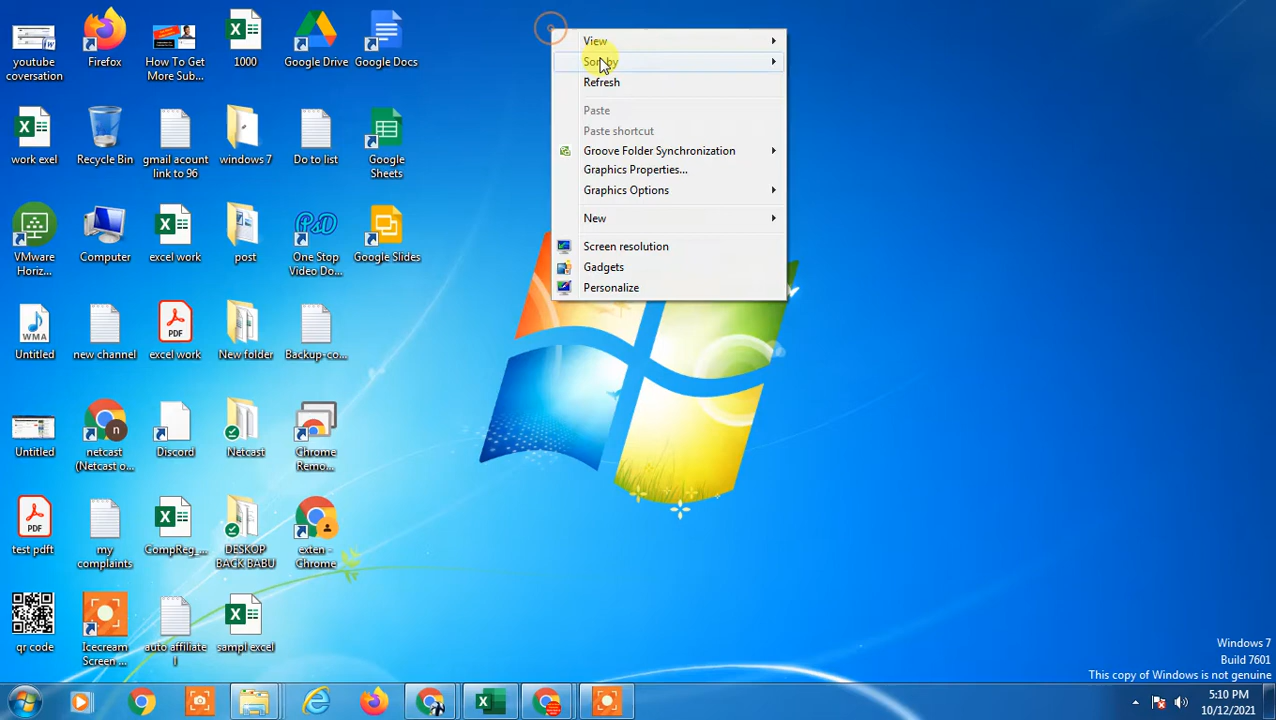 youtube
coversation
Firefox
How To Get
More Sub...
1000
Google Drive
Google Docs
work exel
Recycle Bin
gmail acount
link to 96
windows 7
Do to list
Google
Sheets
VMware
Horiz...
Computer
excel work
post
One Stop
Video Do...
Google Slides
WMA
Untitled
new channel
PDF
excel work
New folder
Backup-co...
Untitled
n
netcast
(Netcast o...
Discord
Netcast
Chrome
Remo...
PDF
test pdft
my
complaints
CompReg_...
DESKOP
BACK BABU
exten -
Chrome
qr code
Icecream
Screen ...
auto affiliate
l
sampl excel
View
Sort by
Refresh
Paste
Paste shortcut
Groove Folder Synchronization
Graphics Properties...
Graphics Options
New
Screen resolution
Gadgets
Personalize
Windows 7
Build 7601
This copy of Windows is not genuine
5:10 PM
10/12/2021